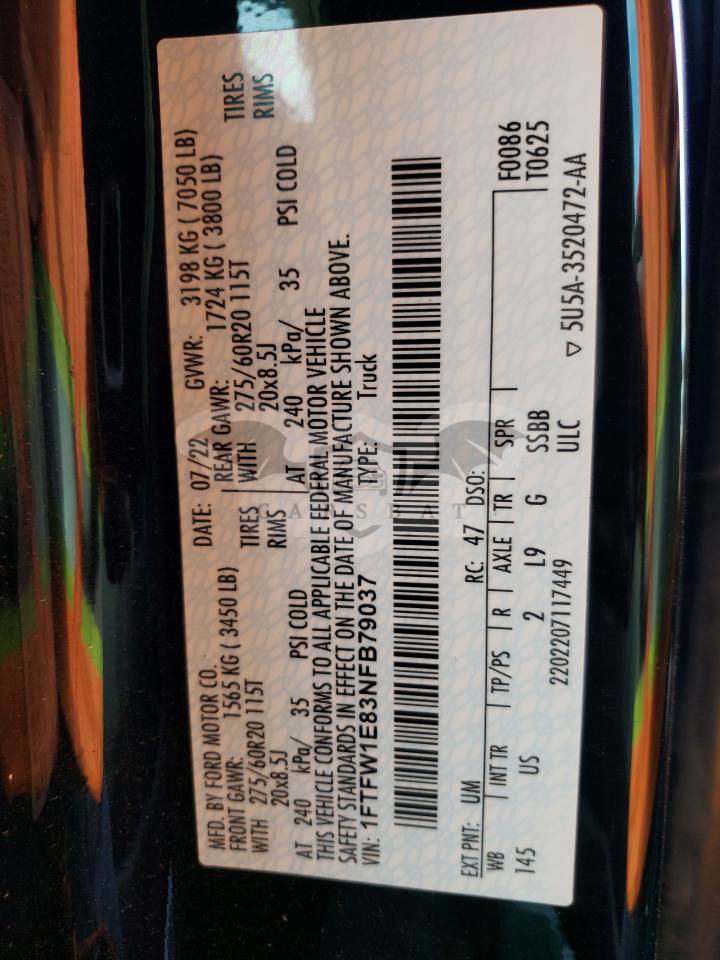 MFD. BY FORD MOTOR CO. DATE: 07/22 GVWR: 3198 KG ( 7050 LB)
FRONT GAWR: 1565 KG ( 3450 LB) REAR GAWR: 1724 KG ( 3800 LB)
WITH 275/60R20 115T TIRES WITH 275/60R20 115T TIRES
20x8.5J RIMS 20x8.5J RIMS
AT 240 kPa/ 35 PSI COLD AT 240 kPa/ 35 PSI COLD
THIS VEHICLE CONFORMS TO ALL APPLICABLE FEDERAL MOTOR VEHICLE
SAFETY STANDARDS IN EFFECT ON THE DATE OF MANUFACTURE SHOWN ABOVE.
VIN: 1FTFW1E83NFB79037 TYPE: Truck
CARSBAT
EXT PNT: UM RC: 47 DSO:
WB INT TR TP/PS R AXLE TR SPR F0086
145 US 2 L9 G SSBB T0625
2202207117449 ULC ▽ 5U5A-3520472-AA